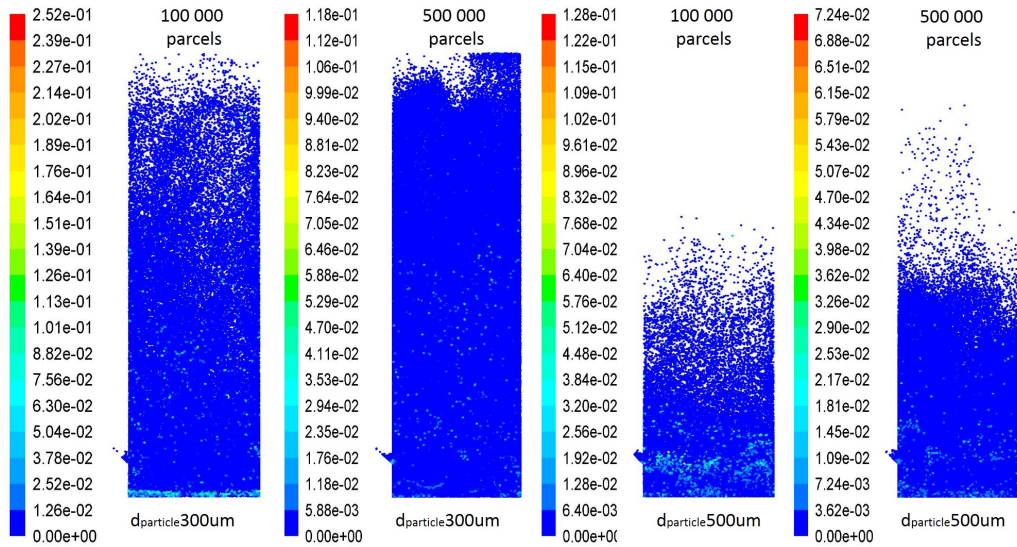 2.52e-01
2.39e-01
2.27e-01
2.14e-01
2.02e-01
1.89e-01
1.76e-01
1.64e-01
1.51e-01
1.39e-01
1.26e-01
1.13e-01
1.01e-01
8.82e-02
7.56e-02
6.30e-02
5.04e-02
3.78e-02
2.52e-02
1.26e-02
0.00e+00
100 000
parcels
dparticle300um
1.18e-01
1.12e-01
1.06e-01
9.99e-02
9.40e-02
8.81e-02
8.23e-02
7.64e-02
7.05e-02
6.46e-02
5.88e-02
5.29e-02
4.70e-02
4.11e-02
3.53e-02
2.94e-02
2.35e-02
1.76e-02
1.18e-02
5.88e-03
0.00e+00
500 000
parcels
dparticle300um
1.28e-01
1.22e-01
1.15e-01
1.09e-01
1.02e-01
9.61e-02
8.96e-02
8.32e-02
7.68e-02
7.04e-02
6.40e-02
5.76e-02
5.12e-02
4.48e-02
3.84e-02
3.20e-02
2.56e-02
1.92e-02
1.28e-02
6.40e-03
0.00e+00
100 000
parcels
dparticle500um
7.24e-02
6.88e-02
6.51e-02
6.15e-02
5.79e-02
5.43e-02
5.07e-02
4.70e-02
4.34e-02
3.98e-02
3.62e-02
3.26e-02
2.90e-02
2.53e-02
2.17e-02
1.81e-02
1.45e-02
1.09e-02
7.24e-03
3.62e-03
0.00e+00
500 000
parcels
dparticle500um